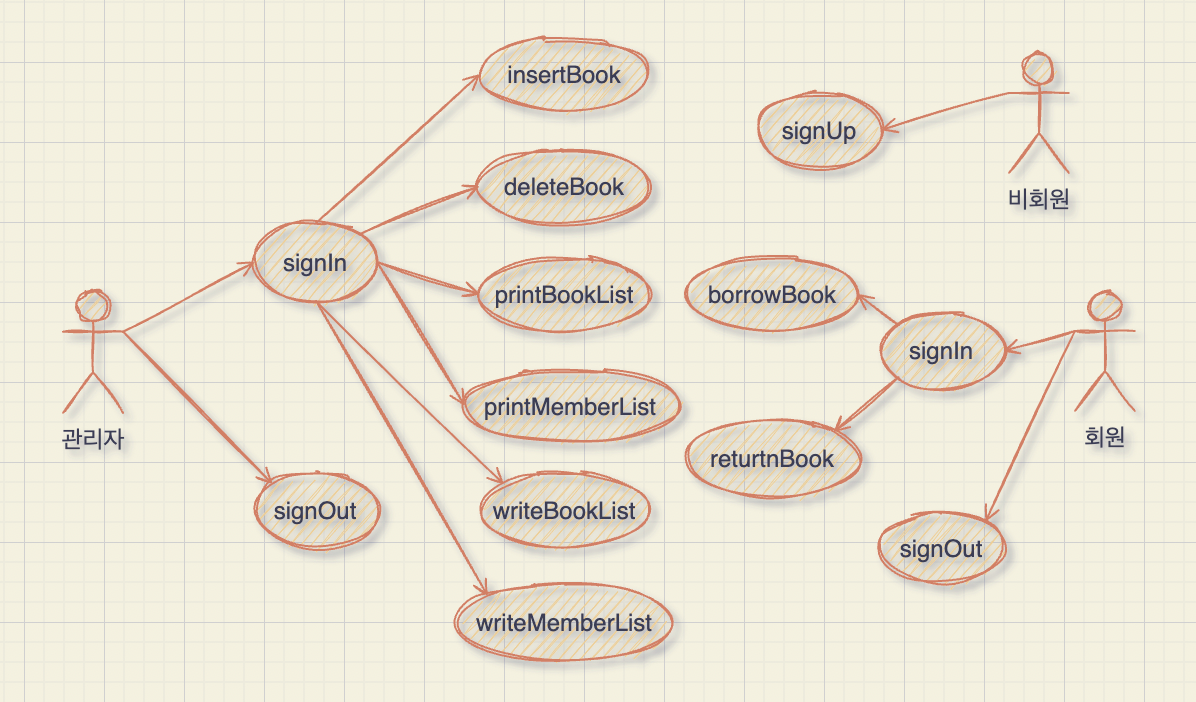 insertBook
signUp
deleteBook
비회원
signIn
printBookList
borrowBook
signIn
printMemberList
관리자
회원
returtnBook
signOut
writeBookList
signOut
writeMemberList